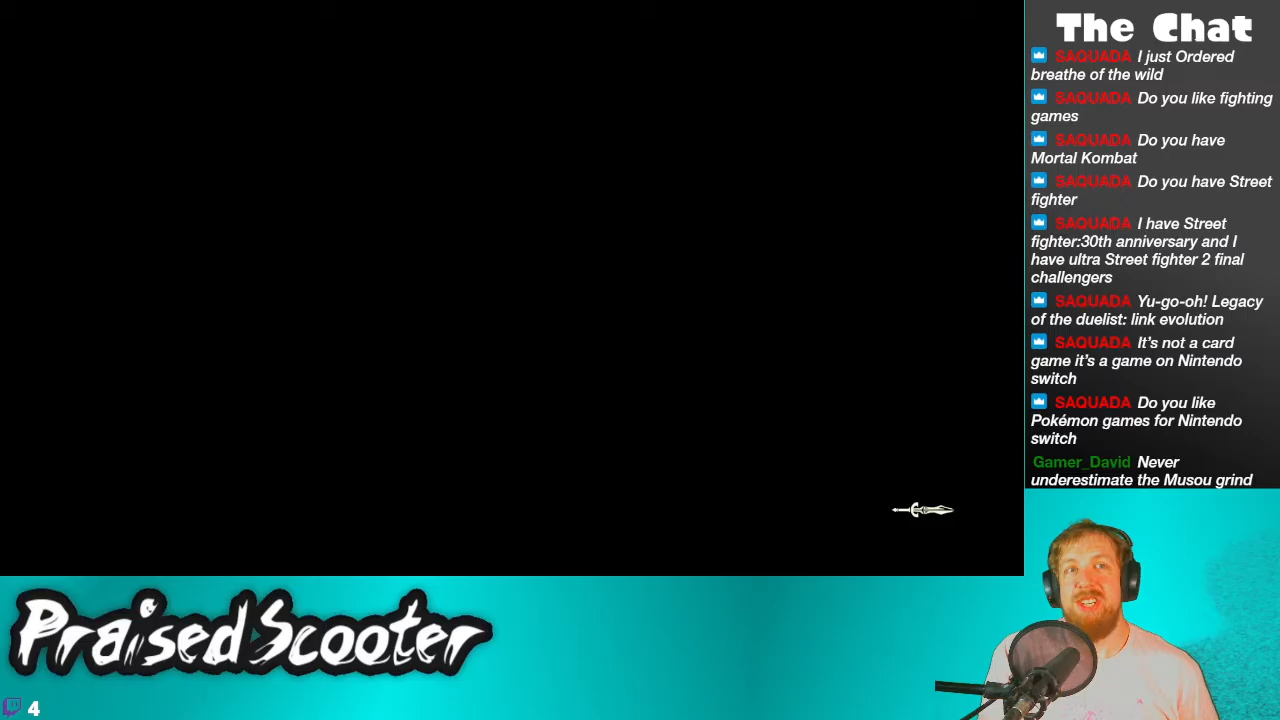 The Chat
SAQUADA I just Ordered
breathe of the wild
SAQUADA Do you like fighting
games
SAQUADA Do you have
Mortal Kombat
SAQUADA Do you have Street
fighter
SAQUADA I have Street
fighter:30th anniversary and I
have ultra Street fighter 2 final
challengers
SAQUADA Yu-go-oh! Legacy
of the duelist: link evolution
SAQUADA It's not a card
game it's a game on Nintendo
switch
SAQUADA Do you like
Pokémon games for Nintendo
switch
Gamer_David Never
underestimate the Musou grind
PraisedScooter
4